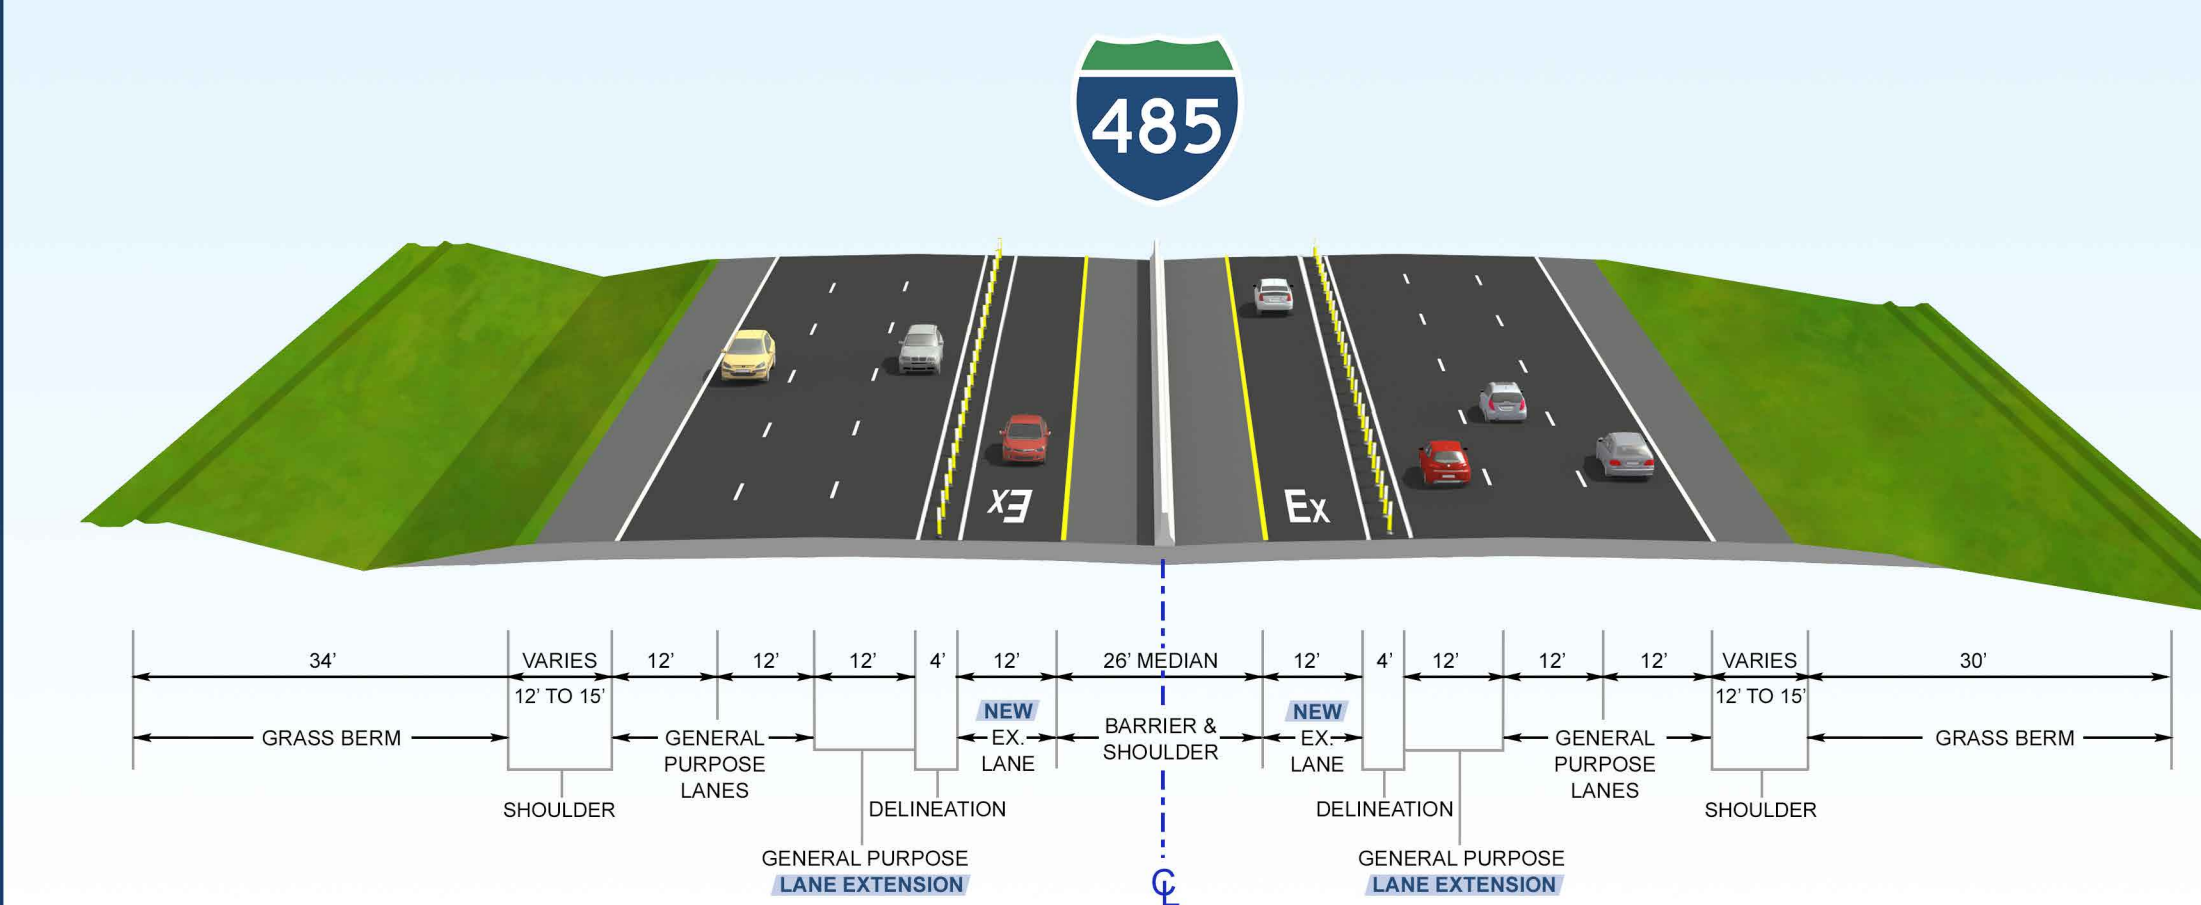 485
Ex
Ex
34’
VARIES
12’ TO 15’
12’
12’
12’
4’
12’
26’ MEDIAN
12’
4’
12’
12’
12’
VARIES
12’ TO 15’
30’
GRASS BERM
SHOULDER
GENERAL
PURPOSE
LANES
GENERAL PURPOSE
LANE EXTENSION
DELINEATION
NEW
EX.
LANE
BARRIER &
SHOULDER
NEW
EX.
LANE
DELINEATION
GENERAL PURPOSE
LANE EXTENSION
GENERAL
PURPOSE
LANES
SHOULDER
GRASS BERM
CL